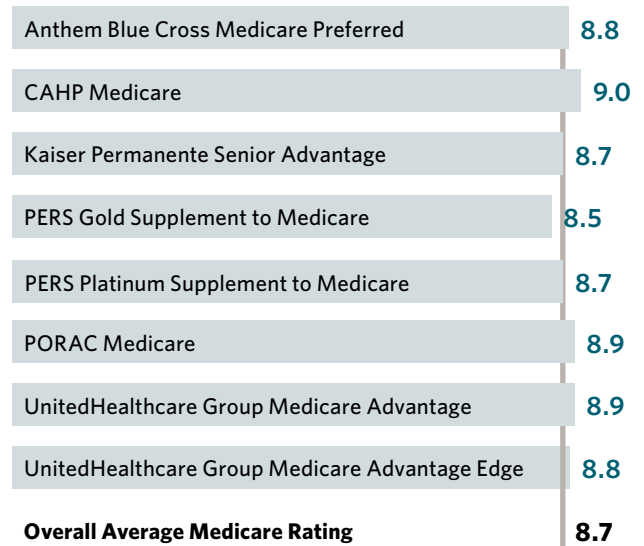 Anthem Blue Cross Medicare Preferred 8.8
CAHP Medicare 9.0
Kaiser Permanente Senior Advantage 8.7
PERS Gold Supplement to Medicare 8.5
PERS Platinum Supplement to Medicare 8.7
PORAC Medicare 8.9
UnitedHealthcare Group Medicare Advantage 8.9
UnitedHealthcare Group Medicare Advantage Edge 8.8
Overall Average Medicare Rating 8.7